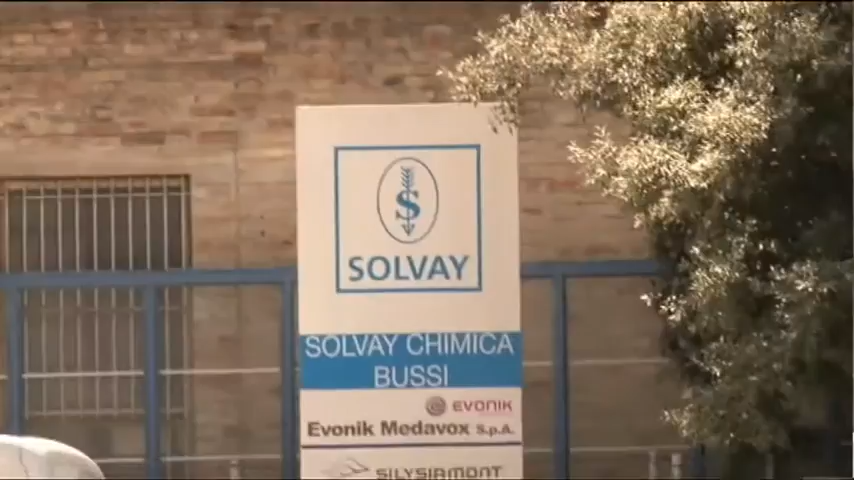 S
SOLVAY
SOLVAY CHIMICA
BUSSI
EVONIK
Evonik Medavox S.p.A.
SILYSIAMONT